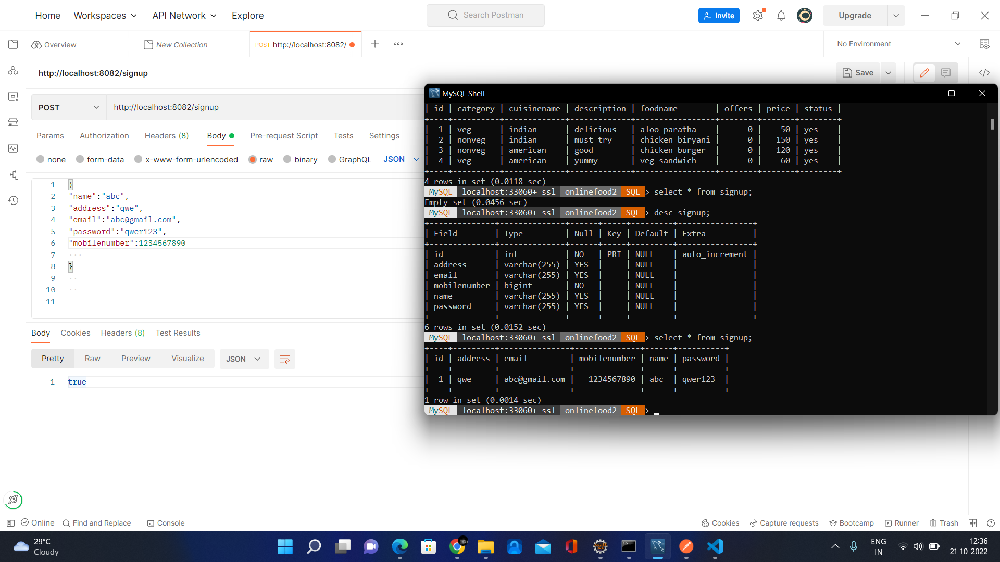 Home Workspaces API Network Explore Search Postman Invite Upgrade
Overview New Collection POST http://localhost:8082/ No Environment
http://localhost:8082/signup Save
POST http://localhost:8082/signup
Params Authorization Headers (8) Body Pre-request Script Tests Settings
none form-data x-www-form-urlencoded raw binary GraphQL JSON
1 {
2 "name":"abc",
3 "address":"qwe",
4 "email":"abc@gmail.com",
5 "password":"qwer123",
6 "mobilenumber":1234567890
7
8 }
9
10
11
Body Cookies Headers (8) Test Results
Pretty Raw Preview Visualize JSON
1 true
MySQL Shell
| id | category | cuisinename | description | foodname        | offers | price | status |
+----+----------+-------------+-------------+-----------------+--------+-------+--------+
|  1 | veg      | indian      | delicious   | aloo paratha    |      0 |    50 | yes    |
|  2 | nonveg   | indian      | must try    | chicken biryani |      0 |   150 | yes    |
|  3 | nonveg   | american    | good        | chicken burger  |      0 |   120 | yes    |
|  4 | veg      | american    | yummy       | veg sandwich    |      0 |    60 | yes    |
+----+----------+-------------+-------------+-----------------+--------+-------+--------+
4 rows in set (0.0118 sec)
MySQL localhost:33060+ ssl onlinefood2 SQL > select * from signup;
Empty set (0.0456 sec)
MySQL localhost:33060+ ssl onlinefood2 SQL > desc signup;
+--------------+--------------+------+-----+---------+----------------+
| Field        | Type         | Null | Key | Default | Extra          |
+--------------+--------------+------+-----+---------+----------------+
| id           | int          | NO   | PRI | NULL    | auto_increment |
| address      | varchar(255) | YES  |     | NULL    |                |
| email        | varchar(255) | YES  |     | NULL    |                |
| mobilenumber | bigint       | NO   |     | NULL    |                |
| name         | varchar(255) | YES  |     | NULL    |                |
| password     | varchar(255) | YES  |     | NULL    |                |
+--------------+--------------+------+-----+---------+----------------+
6 rows in set (0.0152 sec)
MySQL localhost:33060+ ssl onlinefood2 SQL > select * from signup;
+----+---------+---------------+--------------+------+----------+
| id | address | email         | mobilenumber | name | password |
+----+---------+---------------+--------------+------+----------+
|  1 | qwe     | abc@gmail.com |   1234567890 | abc  | qwer123  |
+----+---------+---------------+--------------+------+----------+
1 row in set (0.0014 sec)
MySQL localhost:33060+ ssl onlinefood2 SQL >
Online Find and Replace Console Cookies Capture requests Bootcamp Runner Trash
29°C
Cloudy
ENG
IN
12:36
21-10-2022